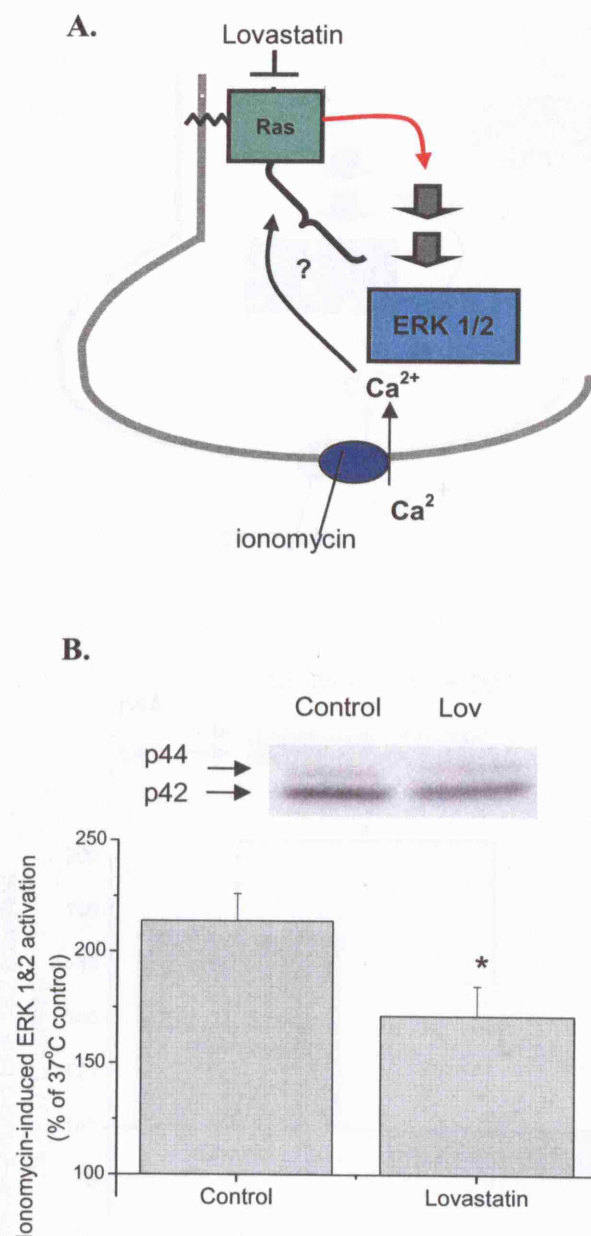 A.
Lovastatin
Ras
?
ERK 1/2
Ca2+
Ca2+
ionomycin
B.
Control Lov
p44
p42
Ionomycin-induced ERK 1&2 activation
(% of 37°C control)
250
200
150
100
*
Control Lovastatin